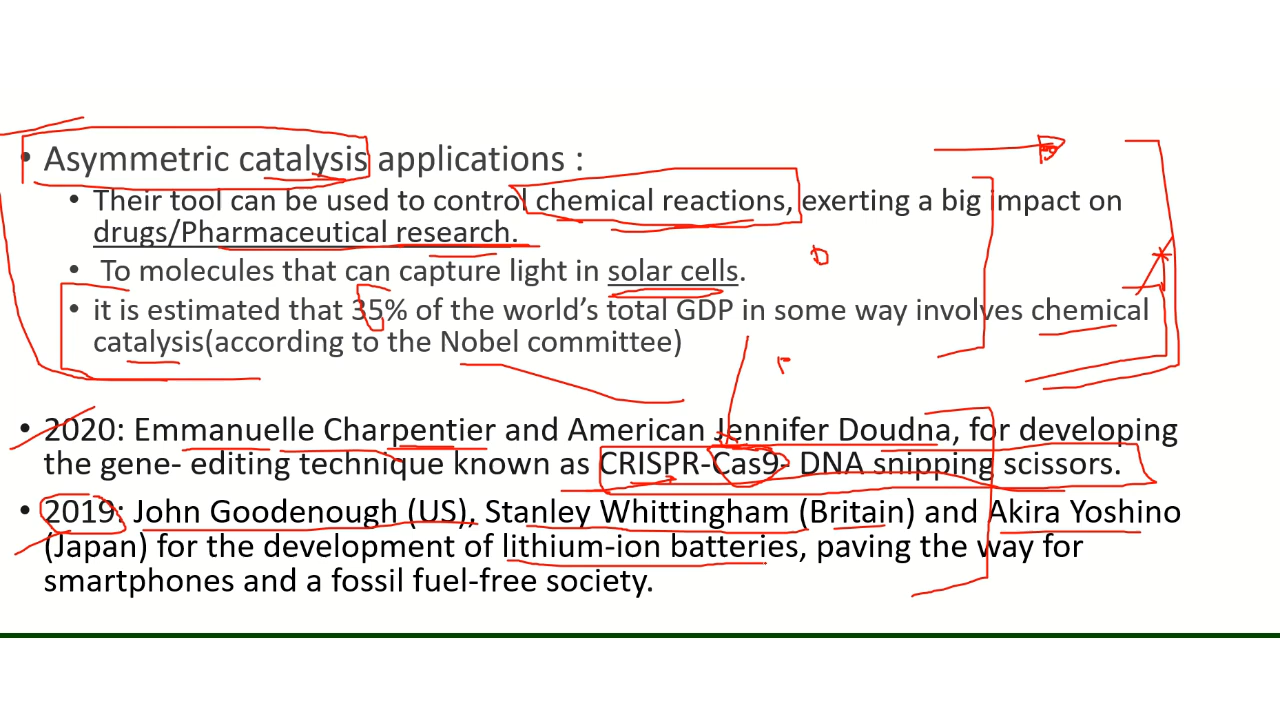 • Asymmetric catalysis applications :
• Their tool can be used to control chemical reactions, exerting a big impact on
drugs/Pharmaceutical research.
• To molecules that can capture light in solar cells.
• it is estimated that 35% of the world’s total GDP in some way involves chemical
catalysis(according to the Nobel committee)
• 2020: Emmanuelle Charpentier and American Jennifer Doudna, for developing
the gene- editing technique known as CRISPR-Cas9- DNA snipping scissors.
• 2019: John Goodenough (US), Stanley Whittingham (Britain) and Akira Yoshino
(Japan) for the development of lithium-ion batteries, paving the way for
smartphones and a fossil fuel-free society.